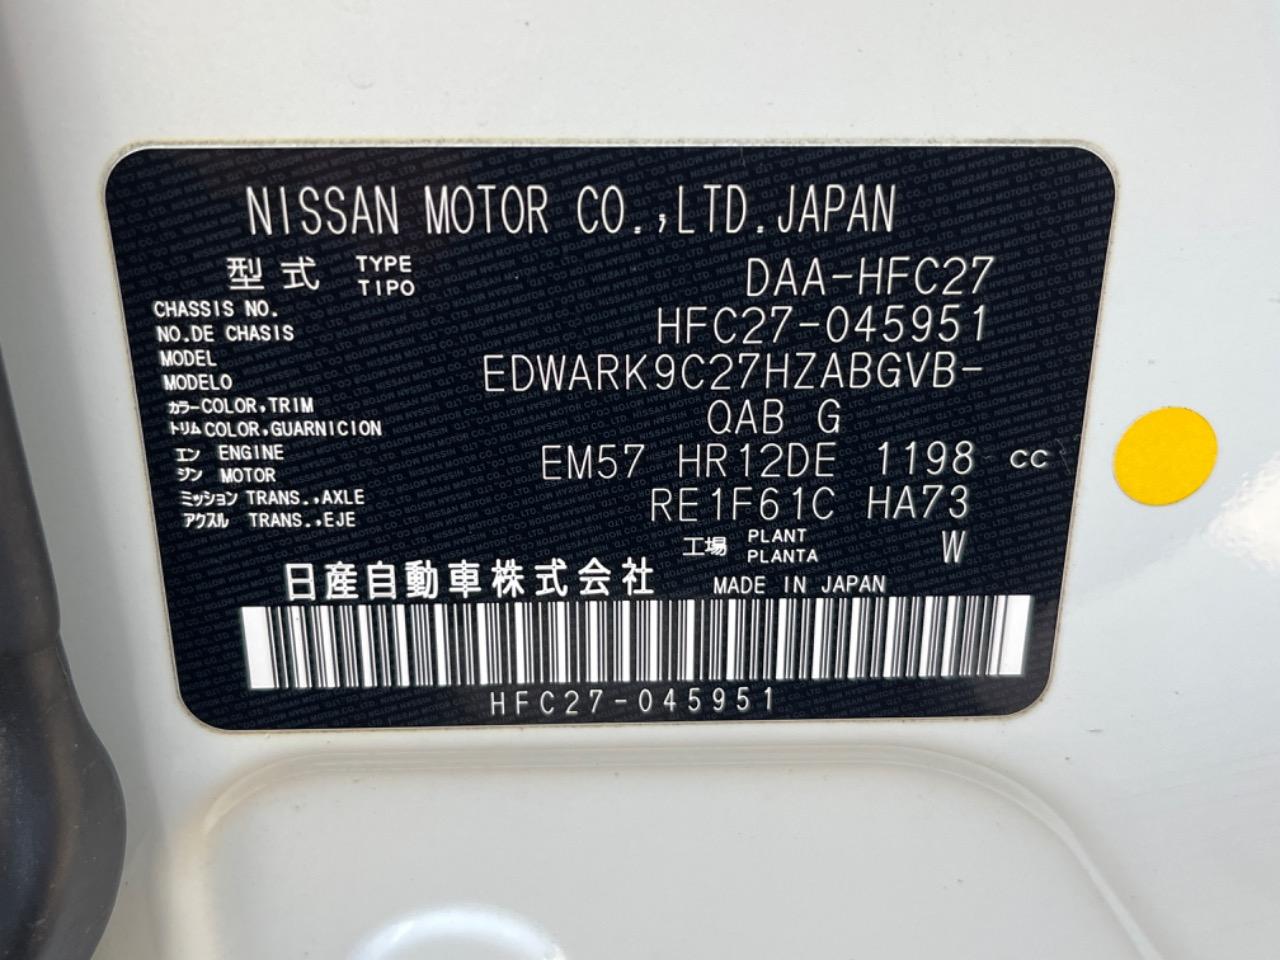 NISSAN MOTOR CO.,LTD.JAPAN
型式 TYPE TIPO DAA-HFC27
CHASSIS NO. NO.DE CHASIS HFC27-045951
MODEL MODELO EDWARK9C27HZABGVB-
カラー COLOR,TRIM トリム COLOR,GUARNICION QAB G
エン ENGINE ジン MOTOR EM57 HR12DE 1198 cc
ミッション TRANS.,AXLE アクスル TRANS.,EJE RE1F61C HA73
工場 PLANT PLANTA W
日産自動車株式会社 MADE IN JAPAN
HFC27-045951